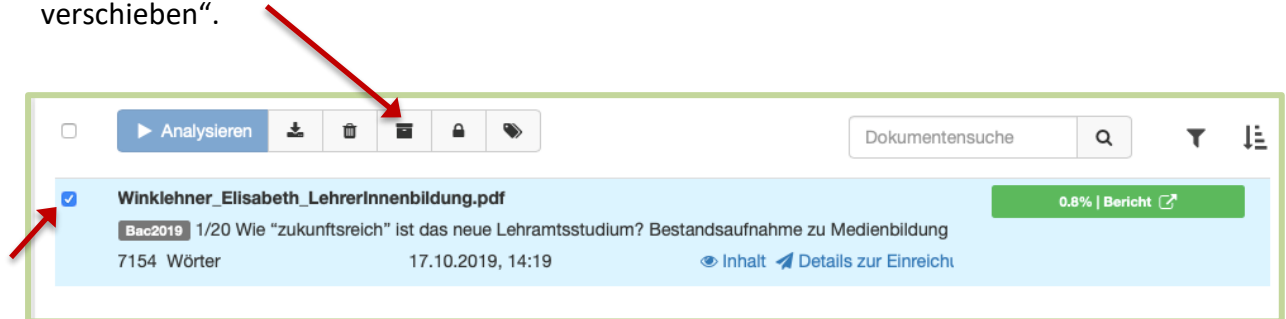 verschieben“.
Analysieren
Dokumentensuche
Winklehner_Elisabeth_LehrerInnenbildung.pdf
0.8% | Bericht
Bac2019 1/20 Wie “zukunftsreich” ist das neue Lehramtsstudium? Bestandsaufnahme zu Medienbildung
7154 Wörter 17.10.2019, 14:19 Inhalt Details zur Einreichu